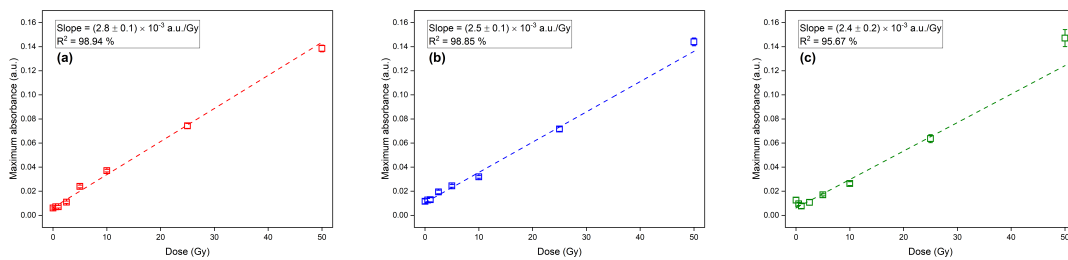 Slope = (2.8 ± 0.1) × 10⁻³ a.u./Gy
R² = 98.94 %
(a)
Maximum absorbance (a.u.)
0.16
0.14
0.12
0.10
0.08
0.06
0.04
0.02
0.00
0 10 20 30 40 50
Dose (Gy)
Slope = (2.5 ± 0.1) × 10⁻³ a.u./Gy
R² = 98.85 %
(b)
Maximum absorbance (a.u.)
0.16
0.14
0.12
0.10
0.08
0.06
0.04
0.02
0.00
0 10 20 30 40 50
Dose (Gy)
Slope = (2.4 ± 0.2) × 10⁻³ a.u./Gy
R² = 95.67 %
(c)
Maximum absorbance (a.u.)
0.16
0.14
0.12
0.10
0.08
0.06
0.04
0.02
0.00
0 10 20 30 40 50
Dose (Gy)